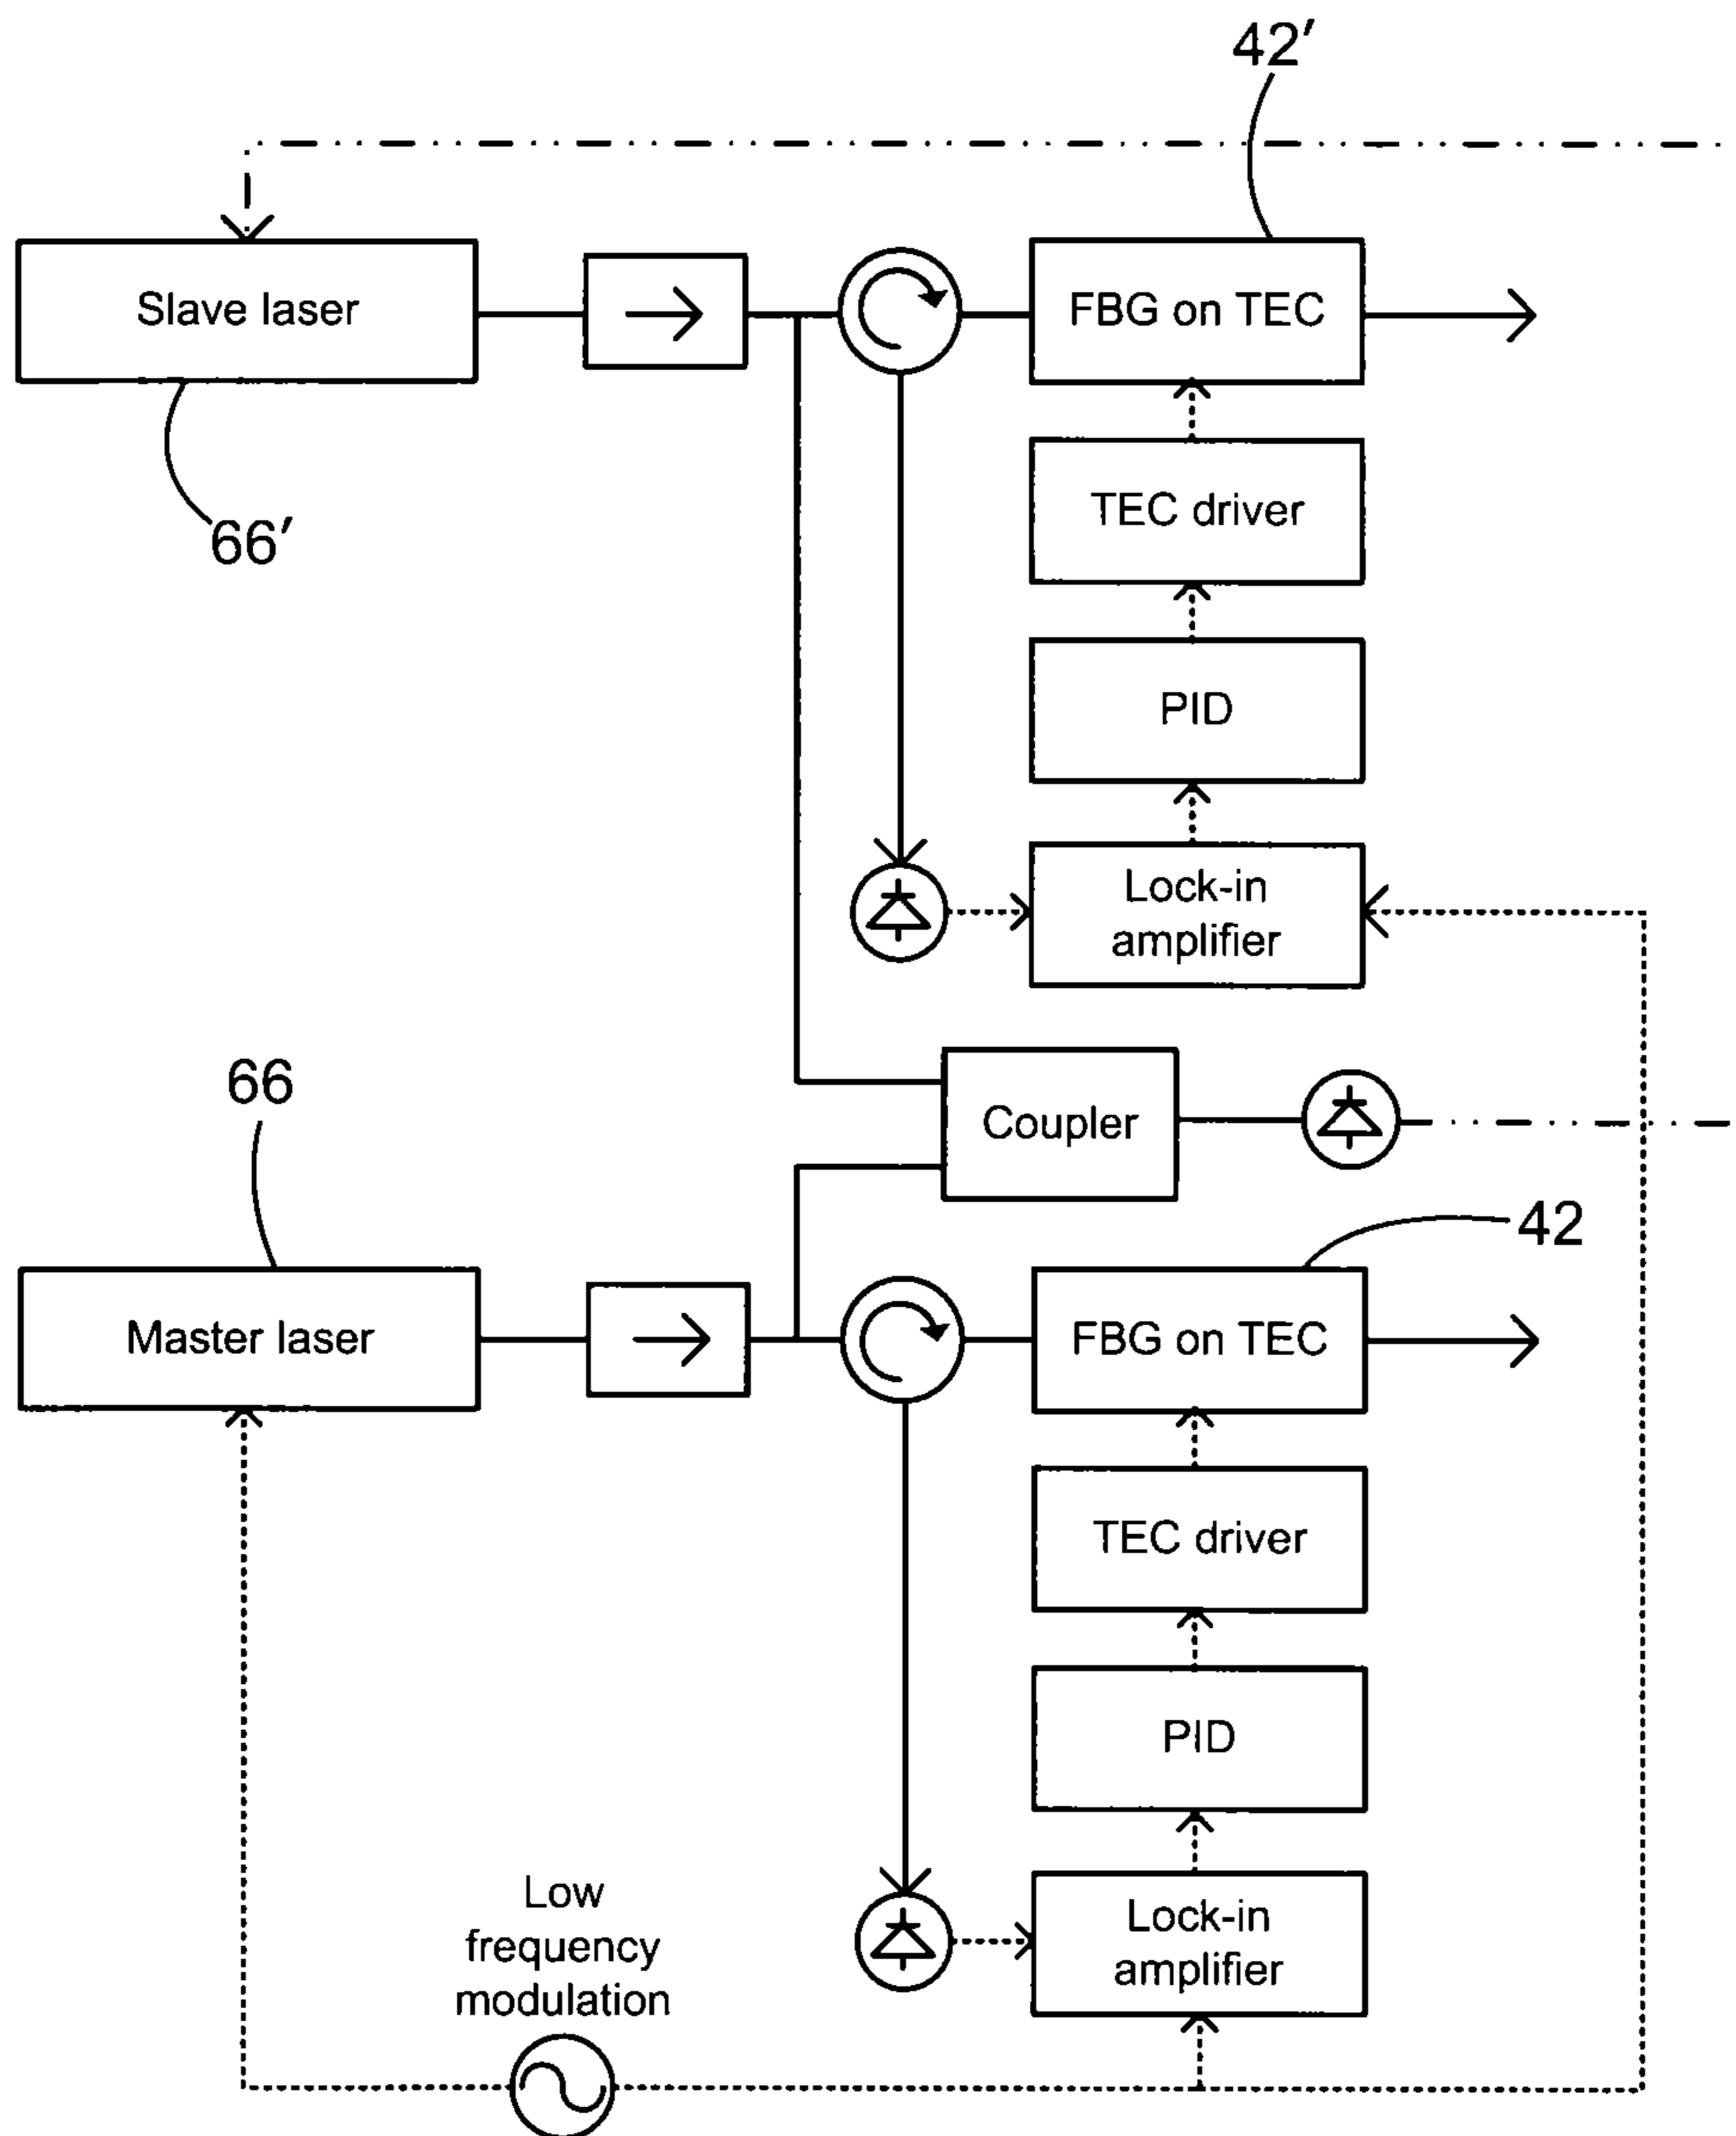 42′
Slave laser
FBG on TEC
66′
TEC driver
PID
Lock-in
amplifier
66
Coupler
42
Master laser
FBG on TEC
TEC driver
PID
Low
frequency
modulation
Lock-in
amplifier